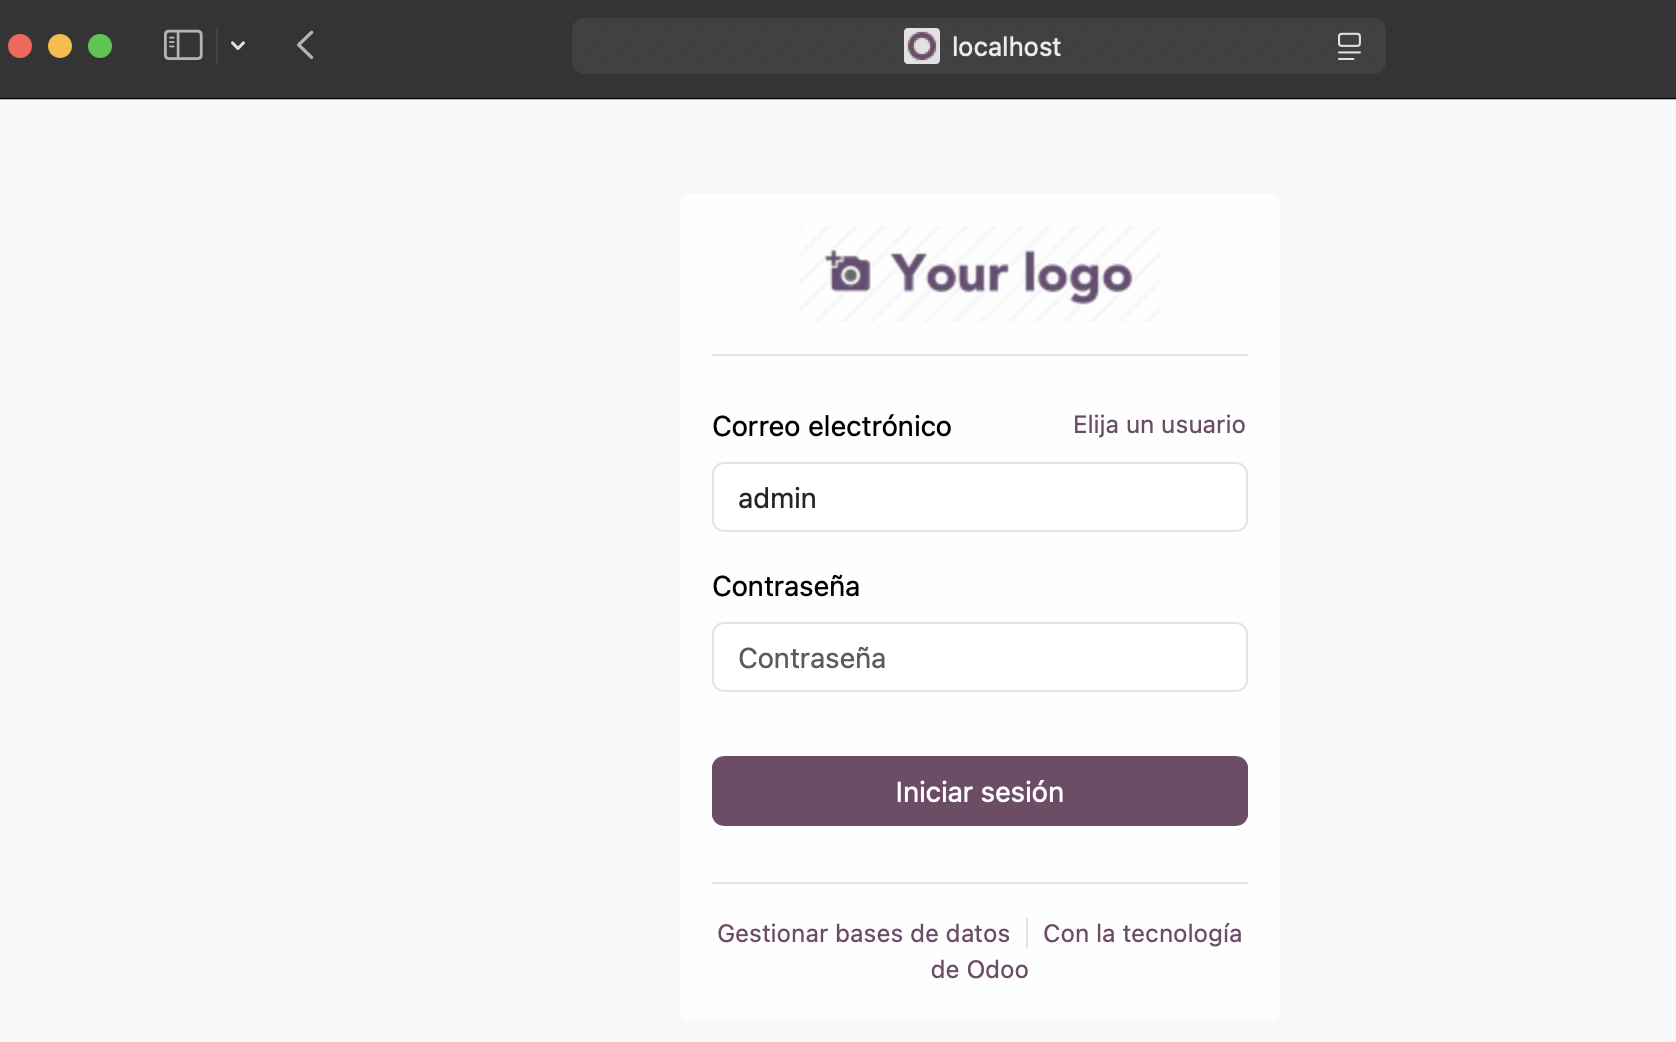 localhost
Your logo
Correo electrónico
Elija un usuario
admin
Contraseña
Contraseña
Iniciar sesión
Gestionar bases de datos
Con la tecnología
de Odoo